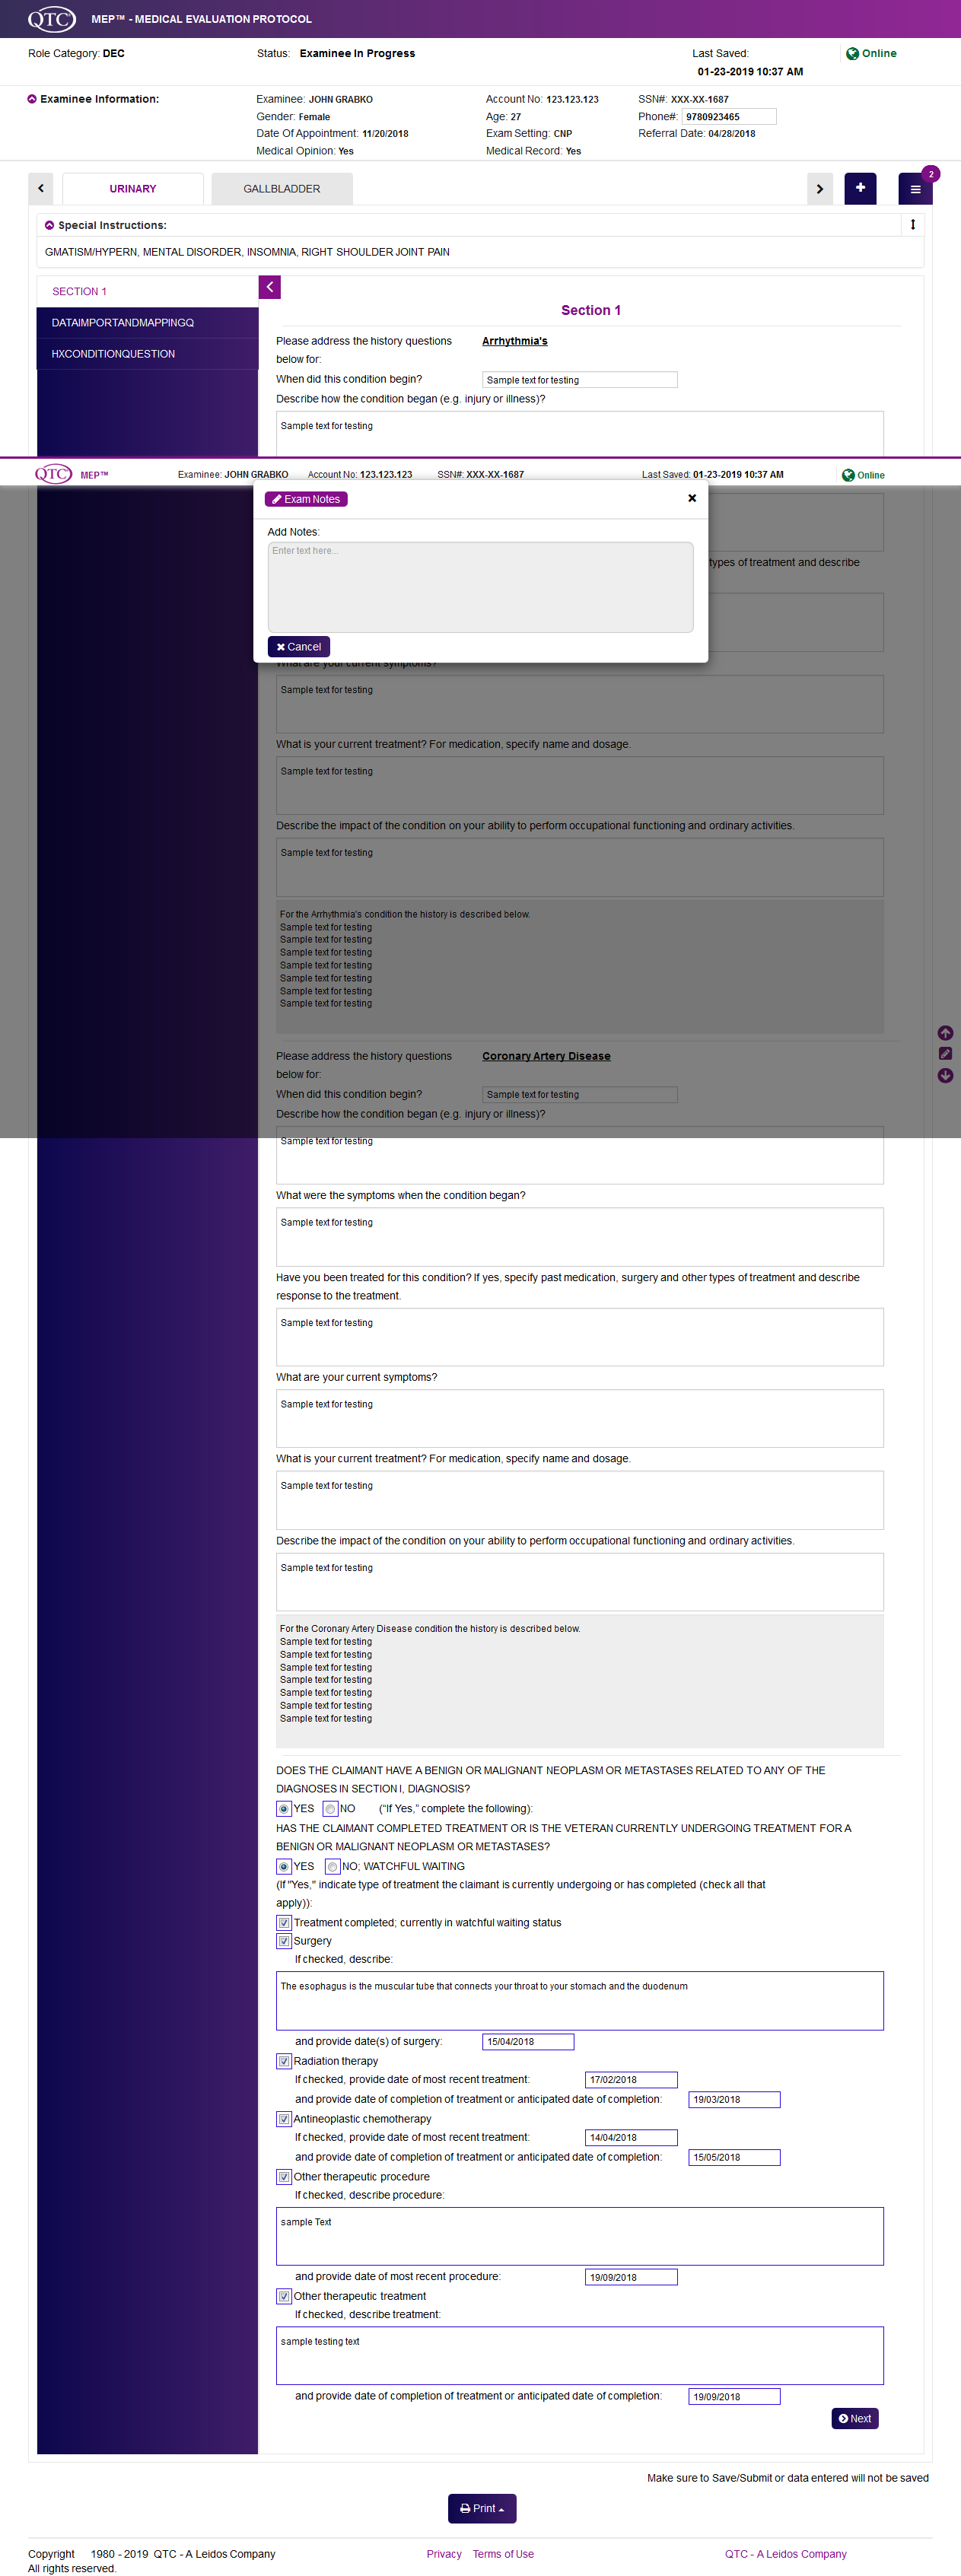 QTC MEP™ - MEDICAL EVALUATION PROTOCOL
Role Category: DEC Status: Examinee In Progress Last Saved: Online
01-23-2019 10:37 AM
Examinee Information: Examinee: JOHN GRABKO Account No: 123.123.123 SSN#: XXX-XX-1687
Gender: Female Age: 27 Phone#: 9780923465
Date Of Appointment: 11/20/2018 Exam Setting: CNP Referral Date: 04/28/2018
Medical Opinion: Yes Medical Record: Yes
URINARY GALLBLADDER 2
Special Instructions:
GMATISM/HYPERN, MENTAL DISORDER, INSOMNIA, RIGHT SHOULDER JOINT PAIN
SECTION 1
DATAIMPORTANDMAPPINGQ
HXCONDITIONQUESTION
Section 1
Please address the history questions Arrhythmia's
below for:
When did this condition begin? Sample text for testing
Describe how the condition began (e.g. injury or illness)?
Sample text for testing
QTC MEP™ Examinee: JOHN GRABKO Account No: 123.123.123 SSN#: XXX-XX-1687 Last Saved: 01-23-2019 10:37 AM Online
Exam Notes
Add Notes:
Enter text here...
Cancel
types of treatment and describe
What are your current symptoms?
Sample text for testing
What is your current treatment? For medication, specify name and dosage.
Sample text for testing
Describe the impact of the condition on your ability to perform occupational functioning and ordinary activities.
Sample text for testing
For the Arrhythmia's condition the history is described below.
Sample text for testing
Sample text for testing
Sample text for testing
Sample text for testing
Sample text for testing
Sample text for testing
Sample text for testing
Please address the history questions Coronary Artery Disease
below for:
When did this condition begin? Sample text for testing
Describe how the condition began (e.g. injury or illness)?
Sample text for testing
What were the symptoms when the condition began?
Sample text for testing
Have you been treated for this condition? If yes, specify past medication, surgery and other types of treatment and describe
response to the treatment.
Sample text for testing
What are your current symptoms?
Sample text for testing
What is your current treatment? For medication, specify name and dosage.
Sample text for testing
Describe the impact of the condition on your ability to perform occupational functioning and ordinary activities.
Sample text for testing
For the Coronary Artery Disease condition the history is described below.
Sample text for testing
Sample text for testing
Sample text for testing
Sample text for testing
Sample text for testing
Sample text for testing
Sample text for testing
DOES THE CLAIMANT HAVE A BENIGN OR MALIGNANT NEOPLASM OR METASTASES RELATED TO ANY OF THE
DIAGNOSES IN SECTION I, DIAGNOSIS?
YES NO ("If Yes," complete the following):
HAS THE CLAIMANT COMPLETED TREATMENT OR IS THE VETERAN CURRENTLY UNDERGOING TREATMENT FOR A
BENIGN OR MALIGNANT NEOPLASM OR METASTASES?
YES NO; WATCHFUL WAITING
(If "Yes," indicate type of treatment the claimant is currently undergoing or has completed (check all that
apply)):
Treatment completed; currently in watchful waiting status
Surgery
If checked, describe:
The esophagus is the muscular tube that connects your throat to your stomach and the duodenum
and provide date(s) of surgery: 15/04/2018
Radiation therapy
If checked, provide date of most recent treatment: 17/02/2018
and provide date of completion of treatment or anticipated date of completion: 19/03/2018
Antineoplastic chemotherapy
If checked, provide date of most recent treatment: 14/04/2018
and provide date of completion of treatment or anticipated date of completion: 15/05/2018
Other therapeutic procedure
If checked, describe procedure:
sample Text
and provide date of most recent procedure: 19/09/2018
Other therapeutic treatment
If checked, describe treatment:
sample testing text
and provide date of completion of treatment or anticipated date of completion: 19/09/2018
Next
Make sure to Save/Submit or data entered will not be saved
Print
Copyright 1980 - 2019 QTC - A Leidos Company Privacy Terms of Use QTC - A Leidos Company
All rights reserved.